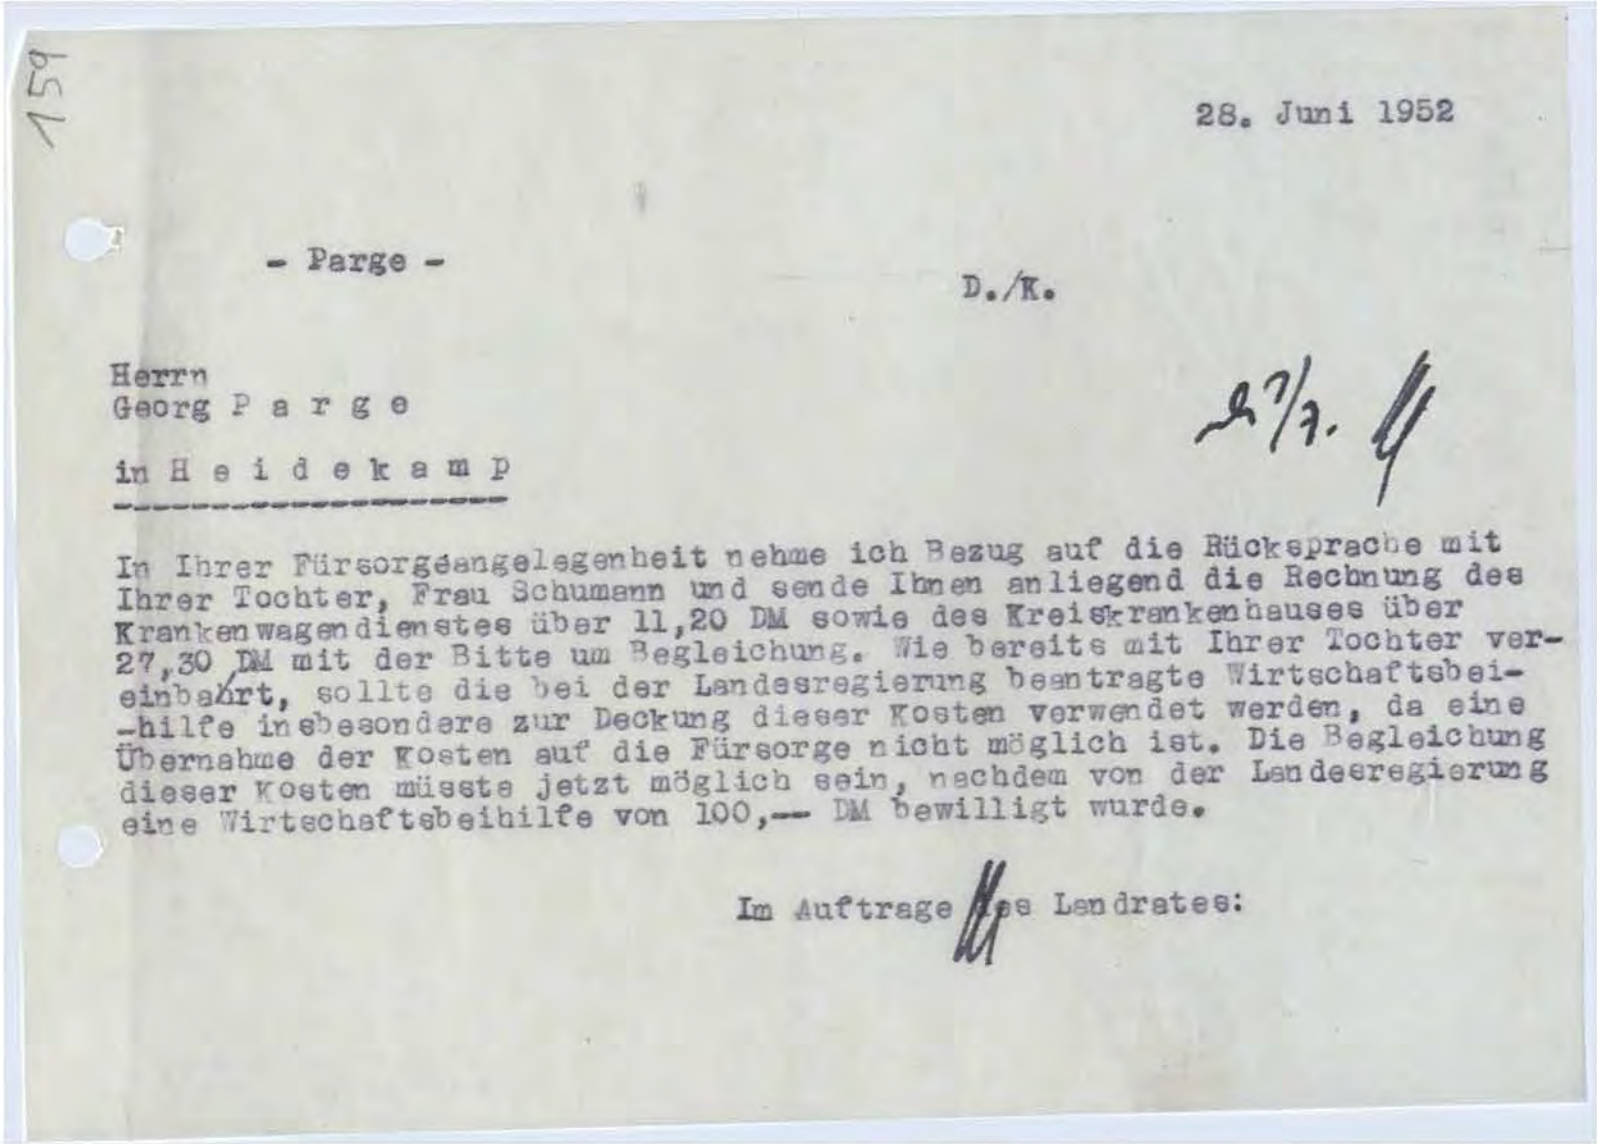 159
28. Juni 1952
- Parge -
D./K.
Herrn
Georg P a r g e
in H e i d e k a m p
In Ihrer Fürsorgeangelegenheit nehme ich Bezug auf die Rücksprache mit
Ihrer Tochter, Frau Schumann und sende Ihnen anliegend die Rechnung des
Krankenwagendienstes über 11,20 DM sowie des Kreiskrankenhauses über
27,30 DM mit der Bitte um Begleichung. Wie bereits mit Ihrer Tochter ver-
einbahrt, sollte die bei der Landesregierung beantragte Wirtschaftsbei-
-hilfe insbesondere zur Deckung dieser Kosten verwendet werden, da eine
Übernahme der Kosten auf die Fürsorge nicht möglich ist. Die Begleichung
dieser Kosten müsste jetzt möglich sein, nachdem von der Landesregierung
eine Wirtschaftsbeihilfe von 100,-- DM bewilligt wurde.
Im Auftrage des Landrates: